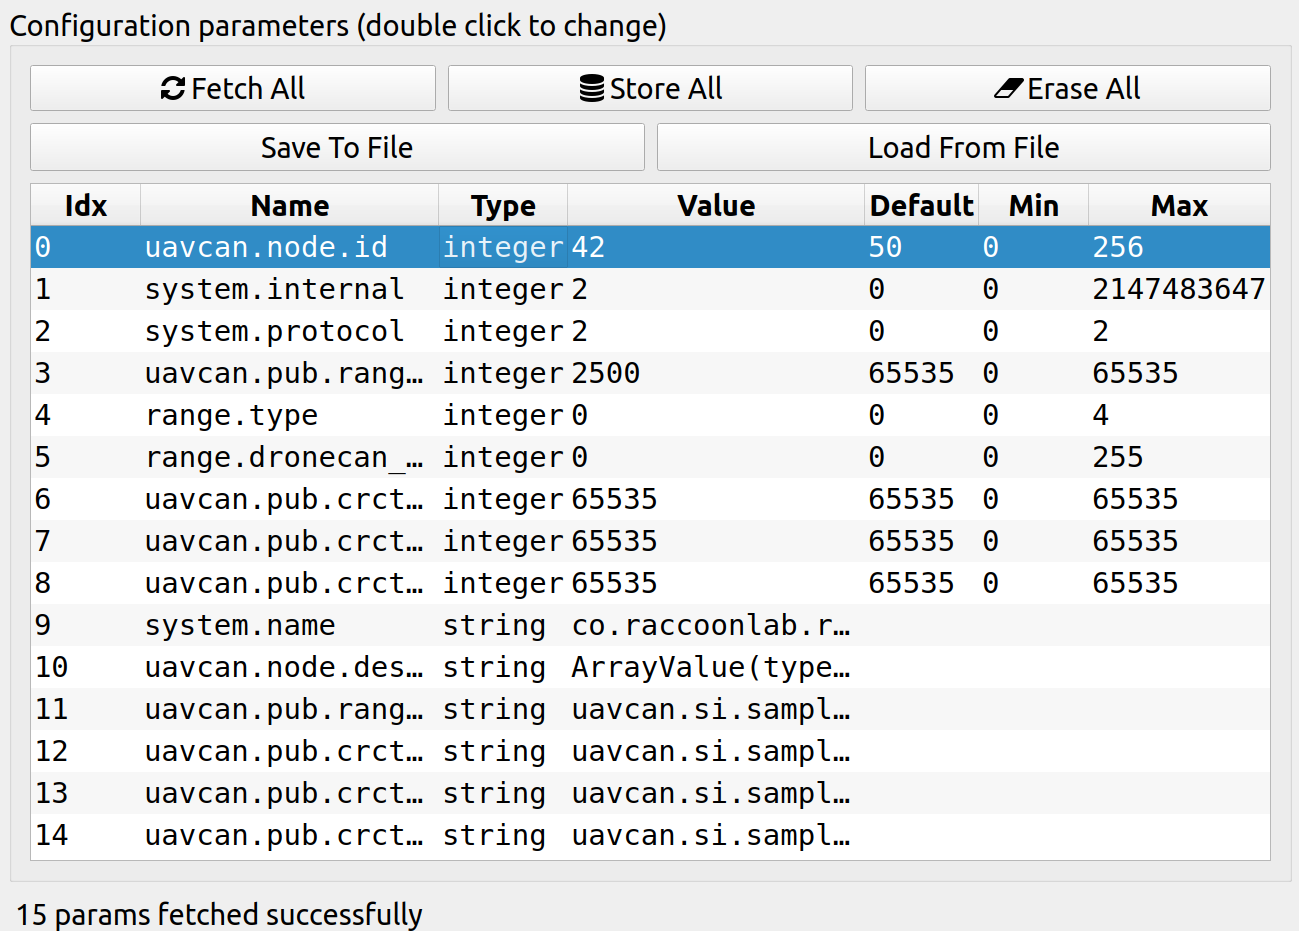 Configuration parameters (double click to change)
Fetch All Store All Erase All
Save To File Load From File
Idx Name Type Value Default Min Max
0 uavcan.node.id integer 42 50 0 256
1 system.internal integer 2 0 0 2147483647
2 system.protocol integer 2 0 0 2
3 uavcan.pub.rang… integer 2500 65535 0 65535
4 range.type integer 0 0 0 4
5 range.dronecan_… integer 0 0 0 255
6 uavcan.pub.crct… integer 65535 65535 0 65535
7 uavcan.pub.crct… integer 65535 65535 0 65535
8 uavcan.pub.crct… integer 65535 65535 0 65535
9 system.name string co.raccoonlab.r…
10 uavcan.node.des… string ArrayValue(type…
11 uavcan.pub.rang… string uavcan.si.sampl…
12 uavcan.pub.crct… string uavcan.si.sampl…
13 uavcan.pub.crct… string uavcan.si.sampl…
14 uavcan.pub.crct… string uavcan.si.sampl…
15 params fetched successfully